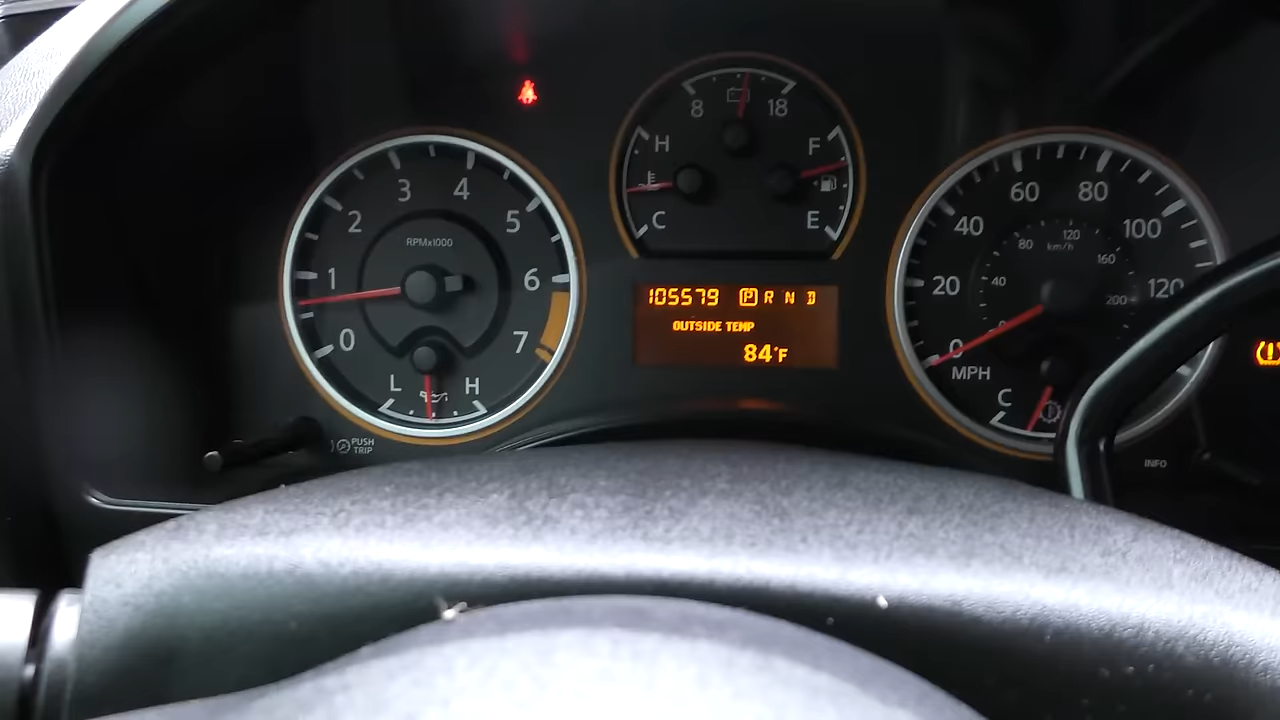 8 18
H F
C E
0 1 2 3 4 5 6 7
RPMx1000
L H
PUSH
TRIP
105579 P R N D
OUTSIDE TEMP
84°F
0 20 40 60 80 100 120
40 80 120 160 200
km/h
MPH
C
INFO